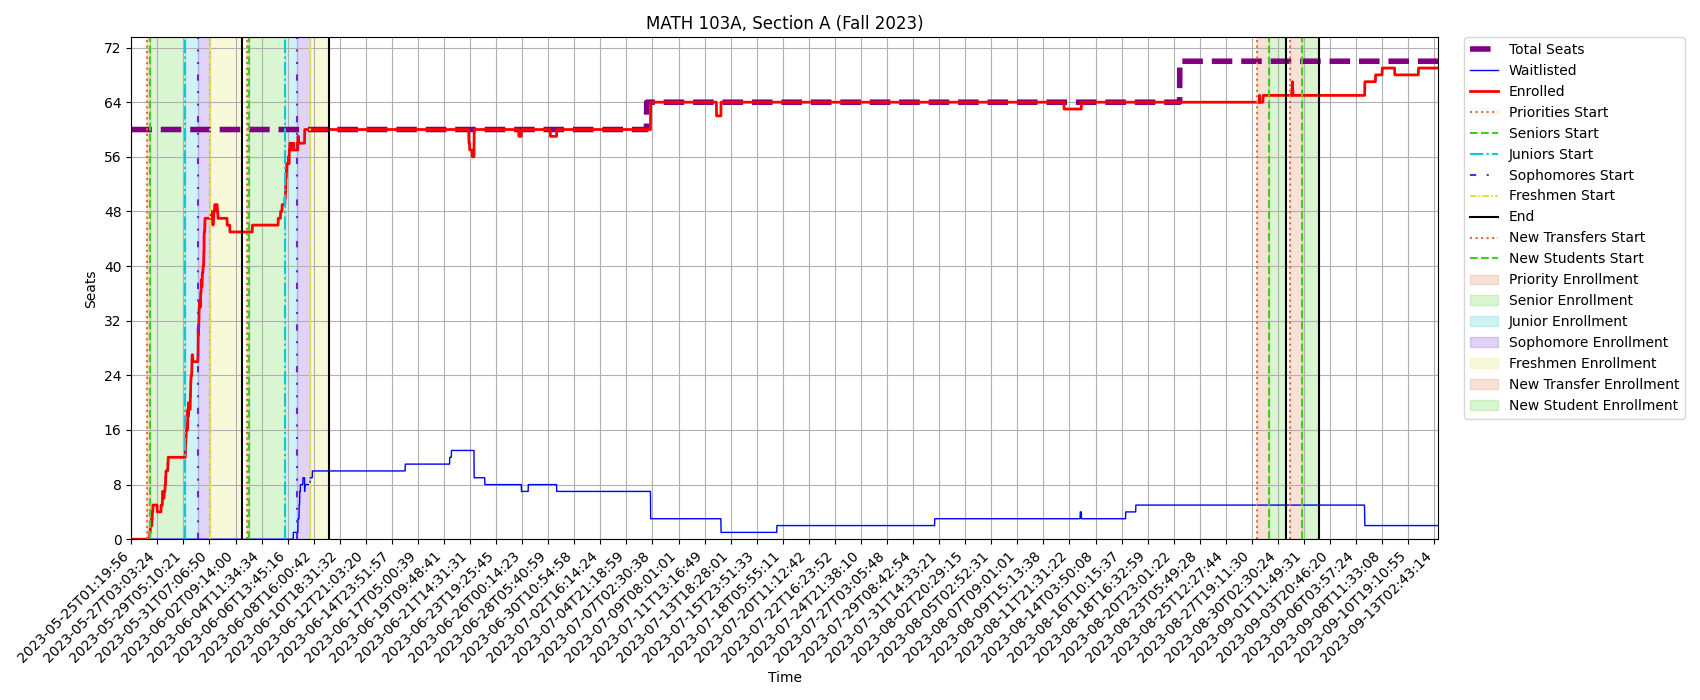 MATH 103A, Section A (Fall 2023)
Seats
72
64
56
48
40
32
24
16
8
0
2023-05-25T01:19:56
2023-05-27T03:03:24
2023-05-29T05:10:21
2023-05-31T07:06:50
2023-06-02T09:14:00
2023-06-04T11:34:34
2023-06-06T13:45:16
2023-06-08T16:00:42
2023-06-10T18:31:32
2023-06-12T21:03:20
2023-06-14T23:51:57
2023-06-17T05:00:39
2023-06-19T09:48:41
2023-06-21T14:31:31
2023-06-23T19:25:45
2023-06-26T00:14:23
2023-06-28T05:40:59
2023-06-30T10:54:58
2023-07-02T16:14:24
2023-07-04T21:18:59
2023-07-07T02:30:38
2023-07-09T08:01:01
2023-07-11T13:16:49
2023-07-13T18:28:01
2023-07-15T23:51:33
2023-07-18T05:55:11
2023-07-20T11:12:42
2023-07-22T16:23:52
2023-07-24T21:38:10
2023-07-27T03:05:48
2023-07-29T08:42:54
2023-07-31T14:33:21
2023-08-02T20:29:15
2023-08-05T02:52:31
2023-08-07T09:01:01
2023-08-09T15:13:38
2023-08-11T21:31:22
2023-08-14T03:50:08
2023-08-16T10:15:37
2023-08-18T16:32:59
2023-08-20T23:01:22
2023-08-23T05:49:28
2023-08-25T12:27:44
2023-08-27T19:11:30
2023-08-30T02:30:24
2023-09-01T11:49:31
2023-09-03T20:46:20
2023-09-06T03:57:24
2023-09-08T11:33:08
2023-09-10T19:10:55
2023-09-13T02:43:14
Time
Total Seats
Waitlisted
Enrolled
Priorities Start
Seniors Start
Juniors Start
Sophomores Start
Freshmen Start
End
New Transfers Start
New Students Start
Priority Enrollment
Senior Enrollment
Junior Enrollment
Sophomore Enrollment
Freshmen Enrollment
New Transfer Enrollment
New Student Enrollment